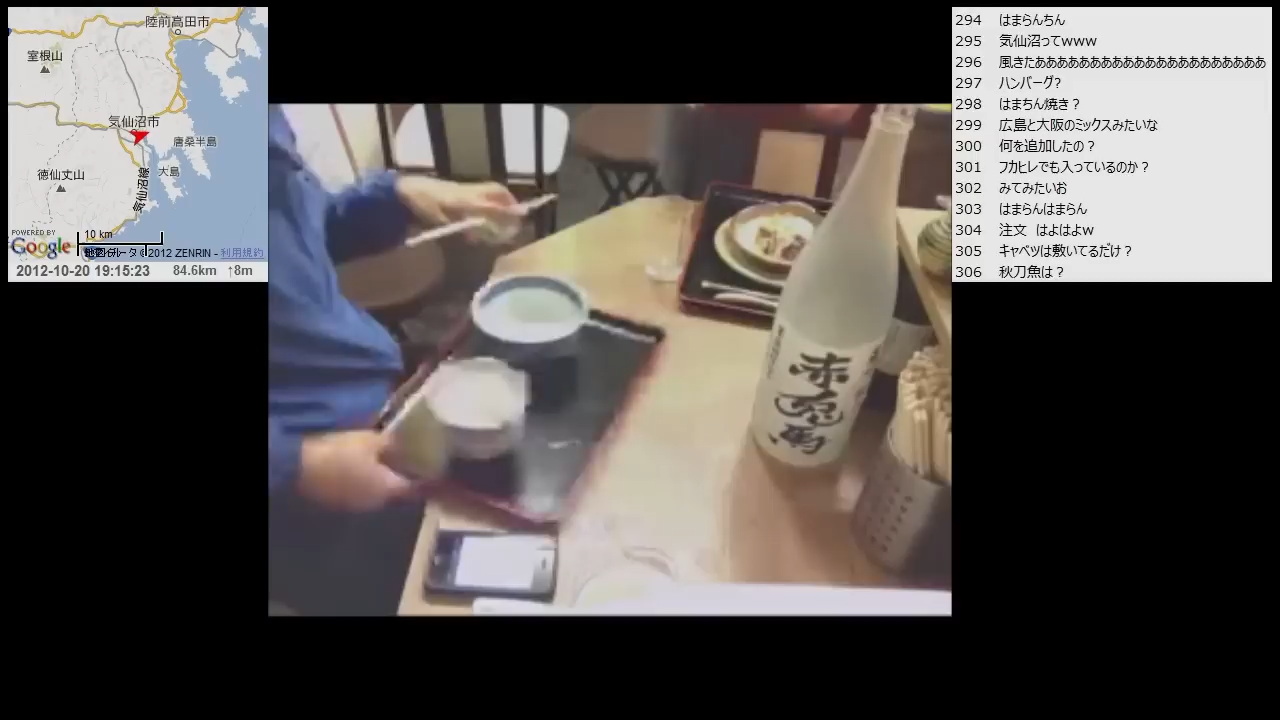 陸前高田市
室根山
気仙沼市
唐桑半島
徳仙丈山
大島
気仙沼線
10 km
POWERED BY
Google
地図データ ©2012 ZENRIN - 利用規約
2012-10-20 19:15:23 84.6km ↑8m
赤兎馬
294 はまらんちん
295 気仙沼ってwww
296 風きたあああああああああああああああああああああ
297 ハンバーグ?
298 はまちん焼き？
299 広島と大阪のミックスみたいな
300 何を追加したの？
301 フカヒレでも入っているのか？
302 みてみたいお
303 はまらんはまらん
304 注文　はよはよw
305 キャベツは敷いてるだけ？
306 秋刀魚は？